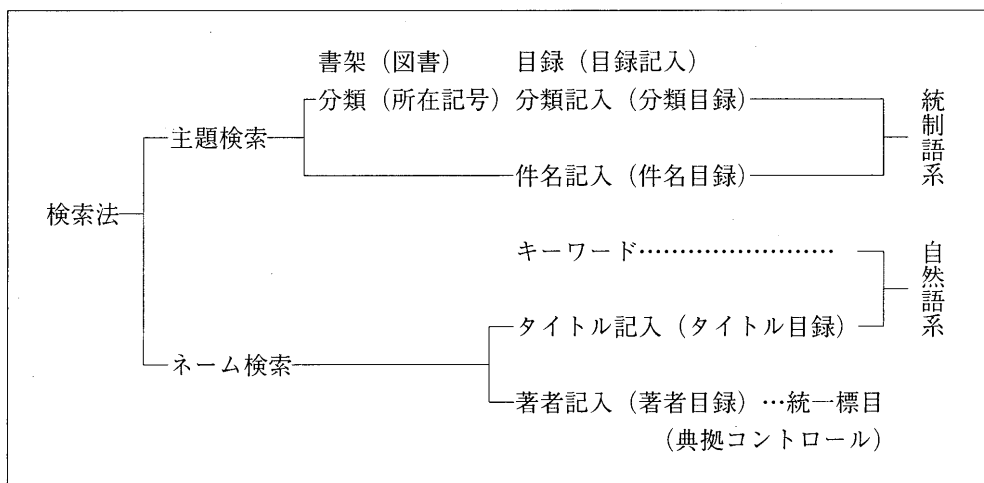 書架（図書）　目録（目録記入）
分類（所在記号）　分類記入（分類目録）
主題検索
件名記入（件名目録）
統制語系
検索法
キーワード……………………
タイトル記入（タイトル目録）
自然語系
ネーム検索
著者記入（著者目録）…統一標目
（典拠コントロール）